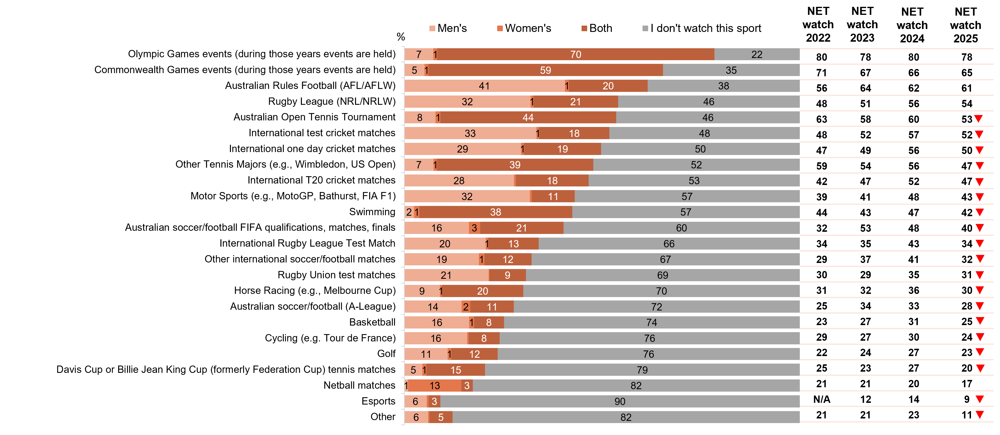 NET watch 2022 NET watch 2023 NET watch 2024 NET watch 2025
Men's Women's Both I don't watch this sport
%
Olympic Games events (during those years events are held) 7 1 70 22 80 78 80 78
Commonwealth Games events (during those years events are held) 5 1 59 35 71 67 66 65
Australian Rules Football (AFL/AFLW) 41 1 20 38 56 64 62 61
Rugby League (NRL/NRLW) 32 1 21 46 48 51 56 54
Australian Open Tennis Tournament 8 1 44 46 63 58 60 53
International test cricket matches 33 1 18 48 48 52 57 52
International one day cricket matches 29 1 19 50 47 49 56 50
Other Tennis Majors (e.g., Wimbledon, US Open) 7 1 39 52 59 54 56 47
International T20 cricket matches 28 18 53 42 47 52 47
Motor Sports (e.g., MotoGP, Bathurst, FIA F1) 32 11 57 39 41 48 43
Swimming 2 1 38 57 44 43 47 42
Australian soccer/football FIFA qualifications, matches, finals 16 3 21 60 32 53 48 40
International Rugby League Test Match 20 1 13 66 34 35 43 34
Other international soccer/football matches 19 1 12 67 29 37 41 32
Rugby Union test matches 21 9 69 30 29 35 31
Horse Racing (e.g., Melbourne Cup) 9 1 20 70 31 32 36 30
Australian soccer/football (A-League) 14 2 11 72 25 34 33 28
Basketball 16 1 8 74 23 27 31 25
Cycling (e.g. Tour de France) 16 8 76 29 27 30 24
Golf 11 1 12 76 22 24 27 23
Davis Cup or Billie Jean King Cup (formerly Federation Cup) tennis matches 5 1 15 79 25 23 27 20
Netball matches 1 13 3 82 21 21 20 17
Esports 6 3 90 N/A 12 14 9
Other 6 5 82 21 21 23 11